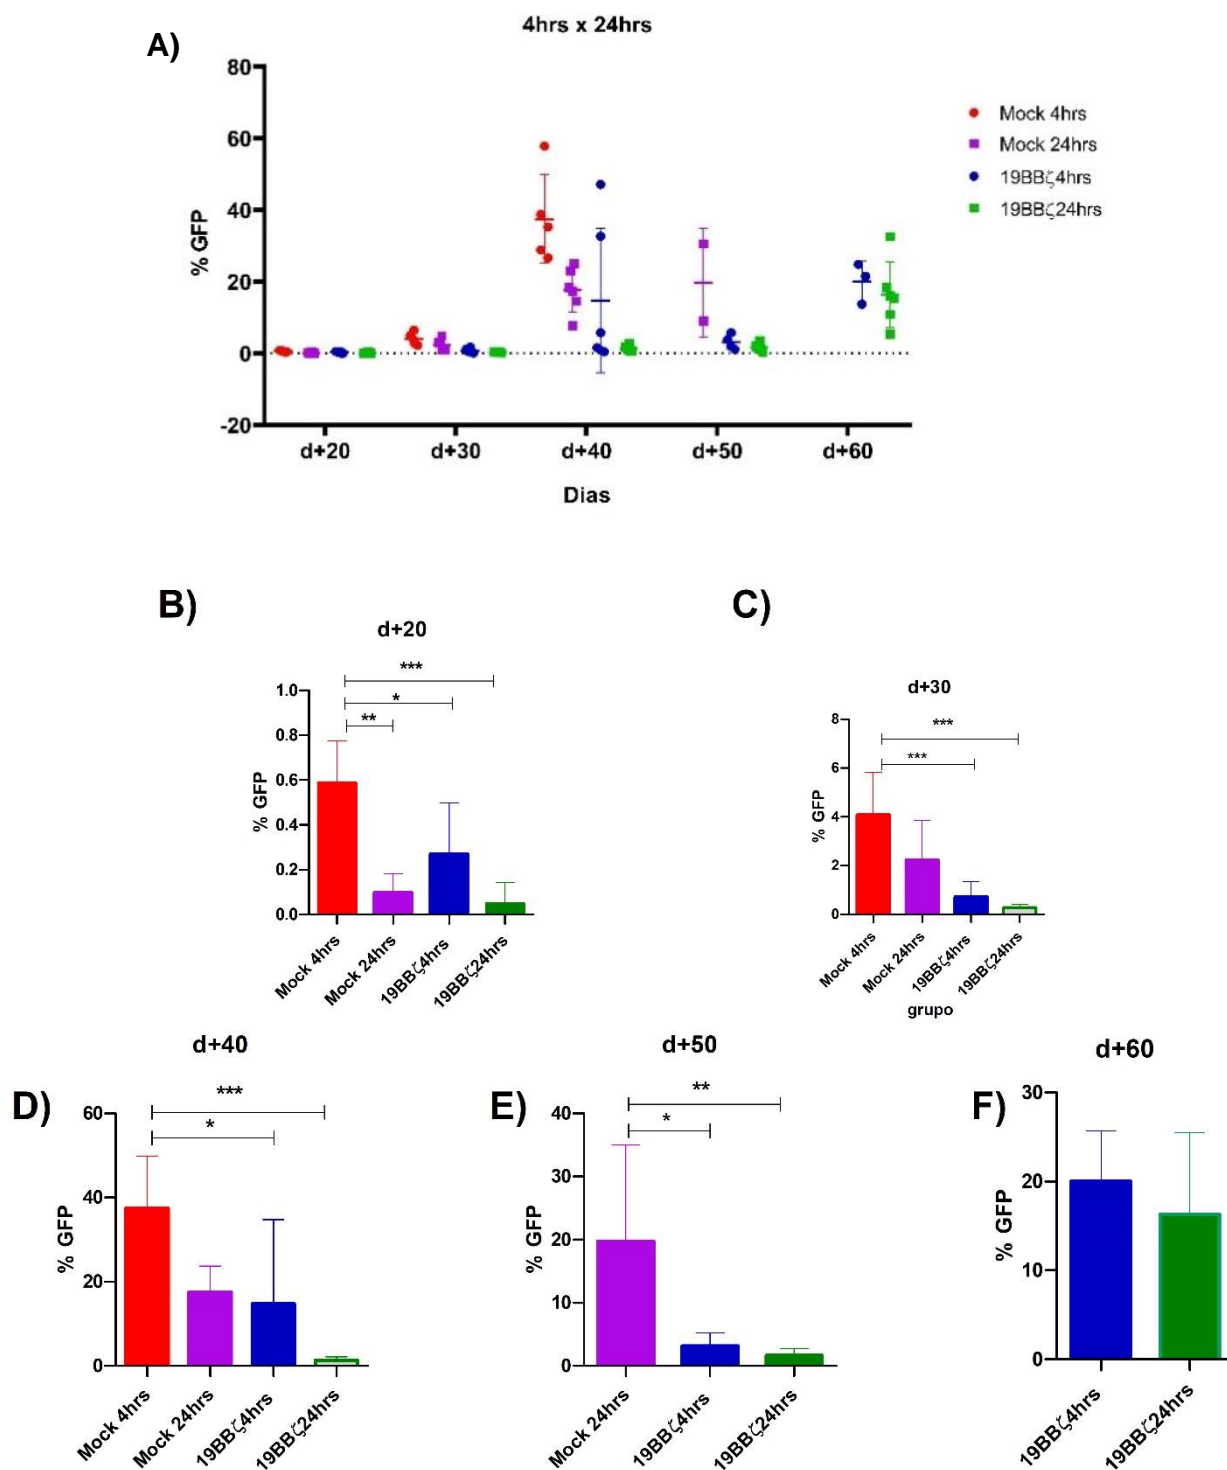 A)
4hrs x 24hrs
80
60
40
20
0
-20
% GFP
d+20 d+30 d+40 d+50 d+60
Dias
Mock 4hrs
Mock 24hrs
19BBζ4hrs
19BBζ24hrs
B)
d+20
***
*
**
1.0
0.8
0.6
0.4
0.2
0.0
% GFP
Mock 4hrs
Mock 24hrs
19BBζ4hrs
19BBζ24hrs
C)
d+30
***
***
8
6
4
2
0
% GFP
Mock 4hrs
Mock 24hrs
19BBζ4hrs
19BBζ24hrs
grupo
D)
d+40
***
*
60
40
20
0
% GFP
Mock 4hrs
Mock 24hrs
19BBζ4hrs
19BBζ24hrs
E)
d+50
**
*
40
30
20
10
0
% GFP
Mock 24hrs
19BBζ4hrs
19BBζ24hrs
F)
d+60
30
20
10
0
% GFP
19BBζ4hrs
19BBζ24hrs